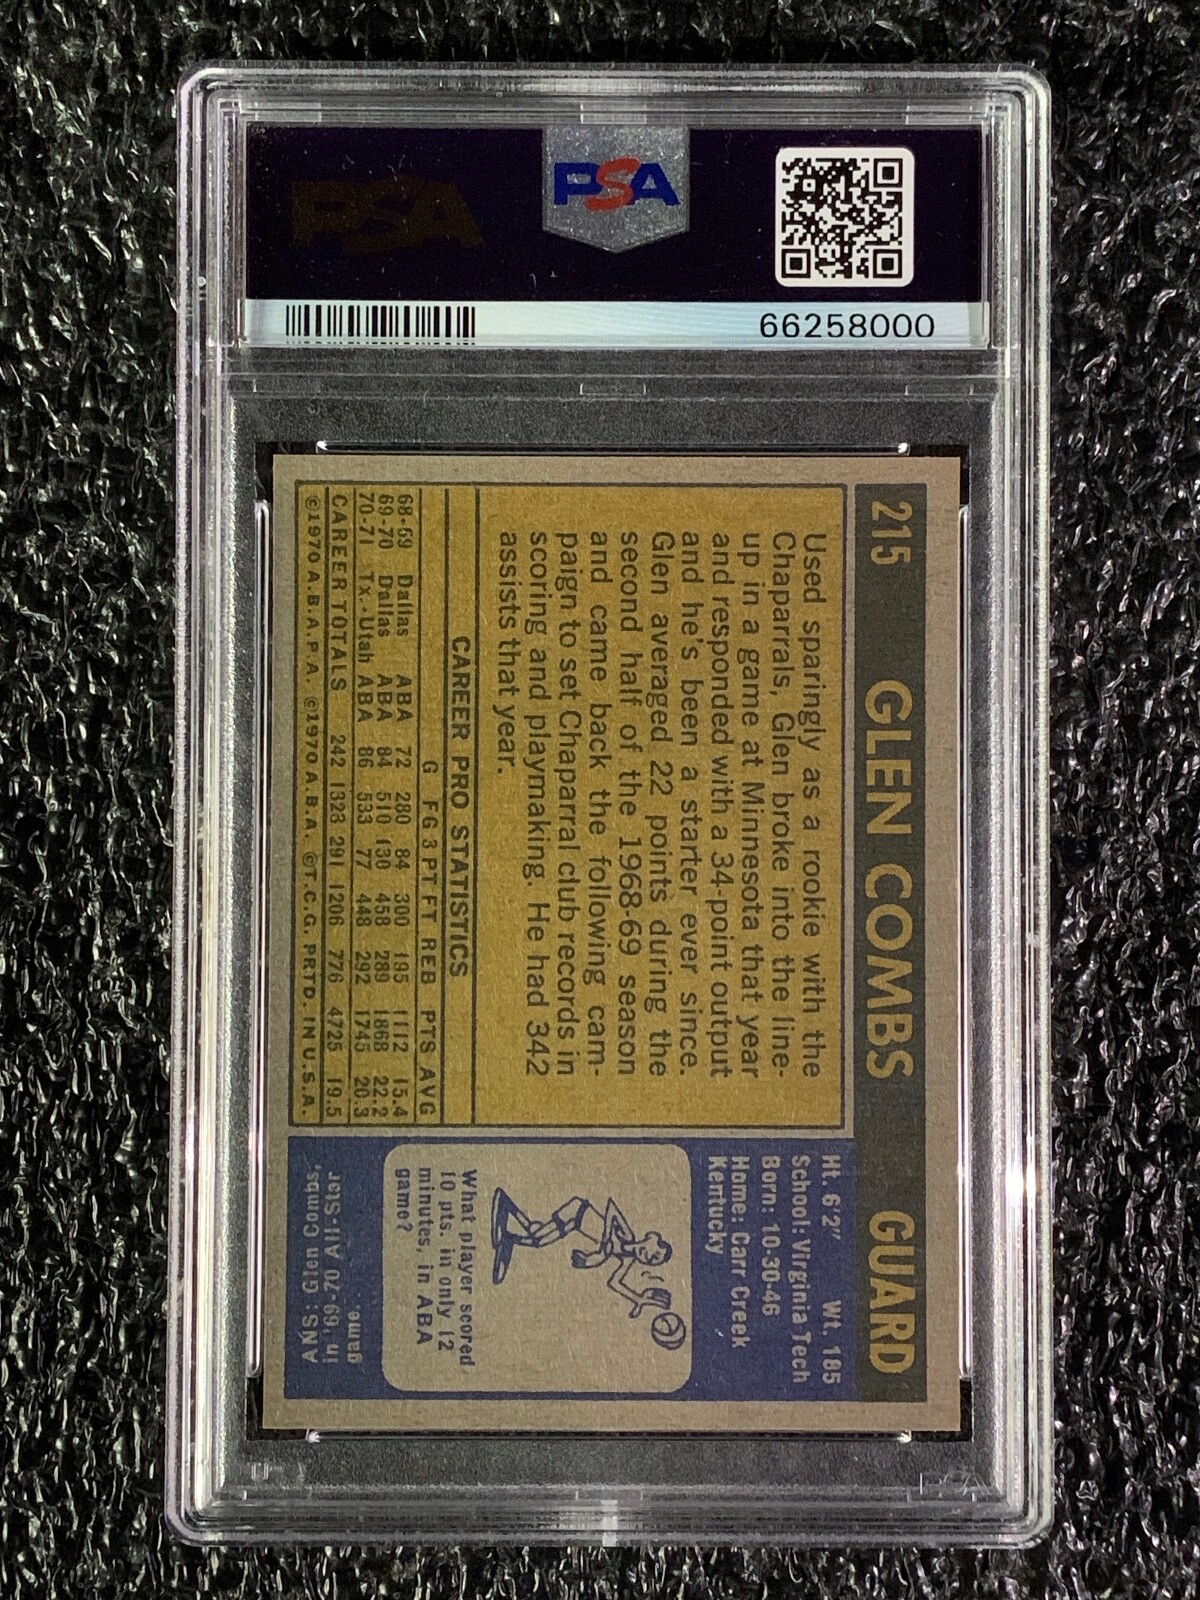 PSA
PSA
66258000
215 GLEN COMBS GUARD
Used sparingly as a rookie with the
Chaparrals, Glen broke into the line-
up in a game at Minnesota that year
and responded with a 34-point output
and he's been a starter ever since.
Glen averaged 22 points during the
second half of the 1968-69 season
and came back the following cam-
paign to set Chaparral club records in
scoring and playmaking. He had 342
assists that year.
CAREER PRO STATISTICS
G FG 3PT FT REB PTS AVG
68-69 Dallas ABA 72 280 84 300 195 1112 15.4
69-70 Dallas ABA 84 510 130 458 289 1868 22.2
70-71 Tx.-Utah ABA 86 533 77 448 292 1745 20.3
CAREER TOTALS 242 1323 291 1206 776 4725 19.5
©1970 A.B.A.P.A. ©1970 A.B.A. ©T.C.G. PRTD. IN U.S.A.
Ht. 6'2" Wt. 185
School: Virginia Tech
Born: 10-30-46
Home: Carr Creek
Kentucky
What player scored
10 pts. in only 12
minutes, in ABA
game?
ANS: Glen Combs,
in '69-70 All-Star
game.